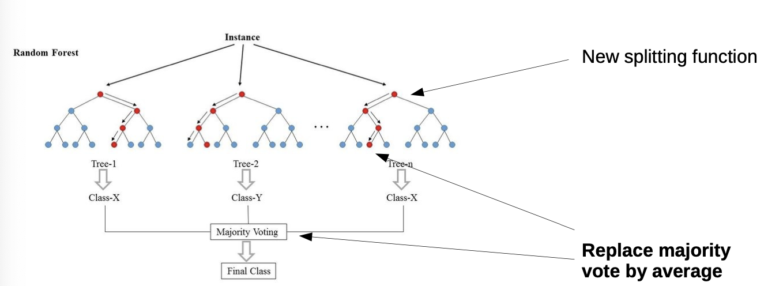 Instance
Random Forest
New splitting function
...
Tree-1
Tree-2
Tree-n
Class-X
Class-Y
Class-X
Majority Voting
Final Class
Replace majority
vote by average